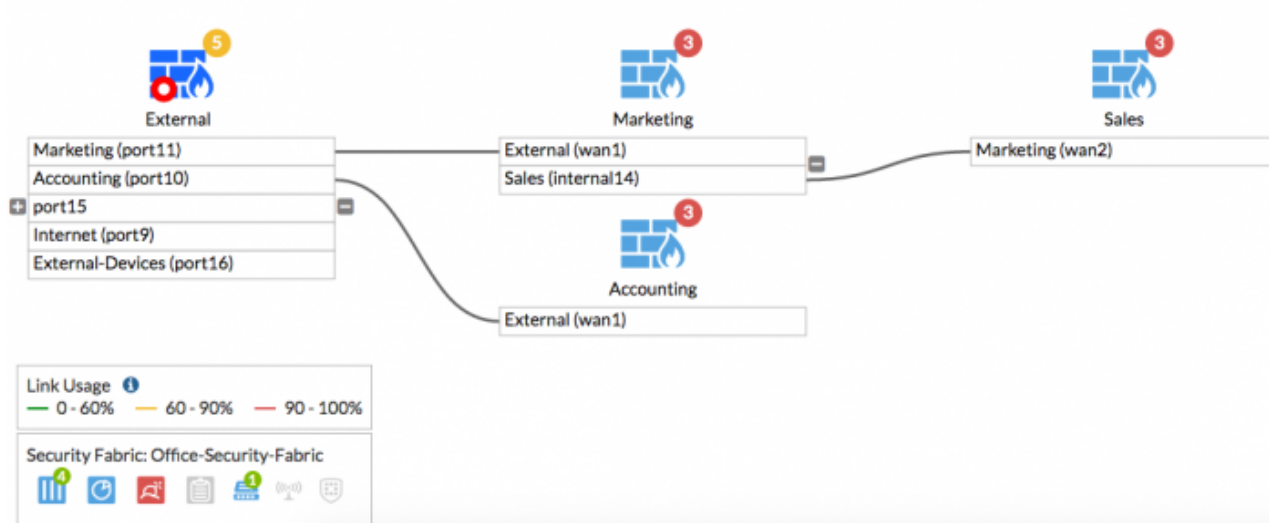 5
3
3
External
Marketing
Sales
Marketing (port11)
Accounting (port10)
port15
Internet (port9)
External-Devices (port16)
External (wan1)
Sales (internal14)
Marketing (wan2)
3
Accounting
External (wan1)
Link Usage
0 - 60% 60 - 90% 90 - 100%
Security Fabric: Office-Security-Fabric
4
1